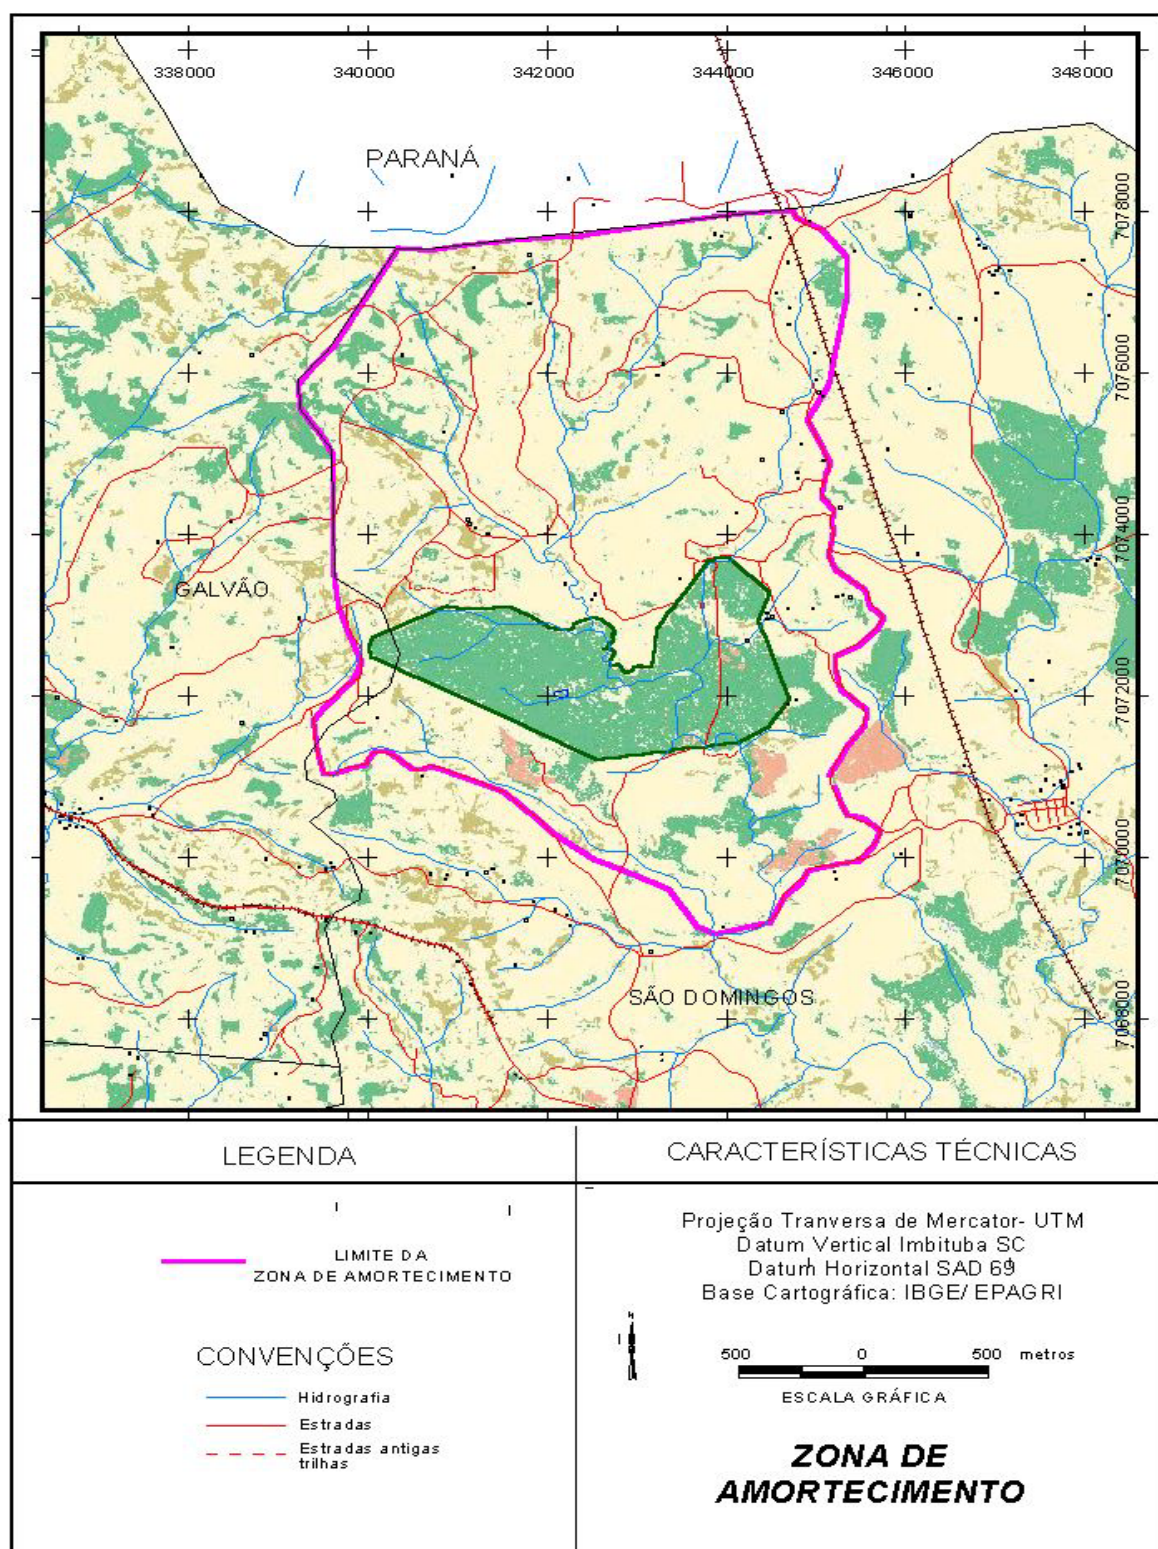 338000 340000 342000 344000 346000 348000
PARANÁ
7078000
7076000
7074000
GALVÃO
7072000
7070000
SÃO DOMINGOS
7068000
LEGENDA
LIMITE DA
ZONA DE AMORTECIMENTO
CONVENÇÕES
Hidrografia
Estradas
Estradas antigas
trilhas
CARACTERÍSTICAS TÉCNICAS
Projeção Tranversa de Mercator- UTM
Datum Vertical Imbituba SC
Datum Horizontal SAD 69
Base Cartográfica: IBGE/ EPAGRI
N
500 0 500 metros
ESCALA GRÁFICA
ZONA DE
AMORTECIMENTO